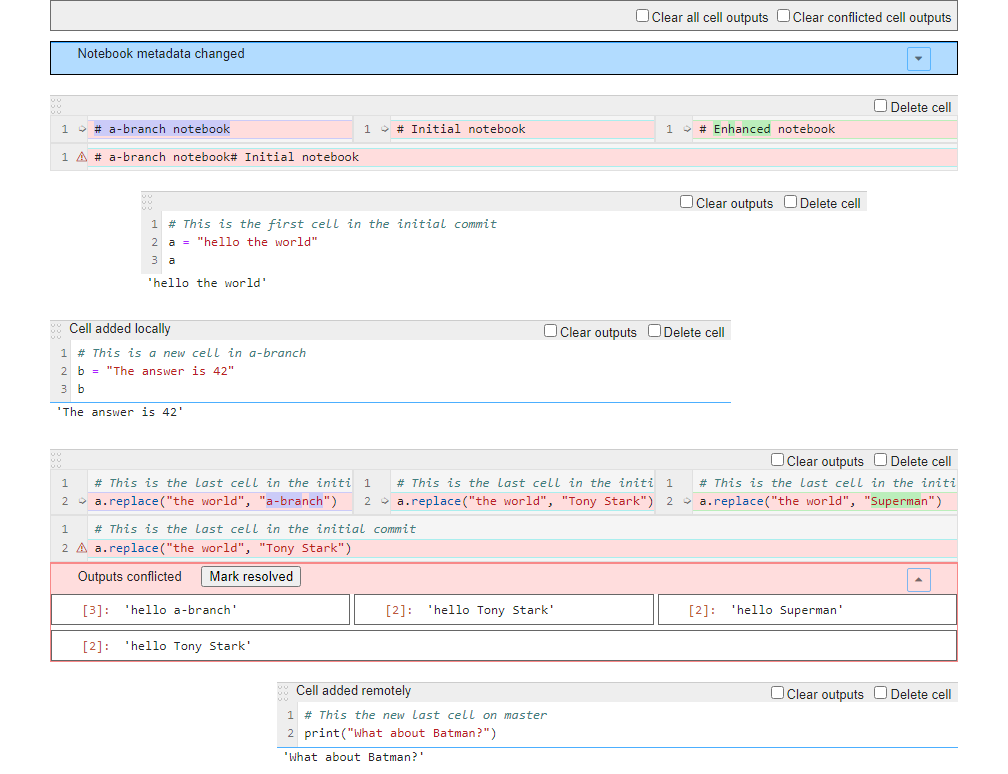 Clear all cell outputs Clear conflicted cell outputs
Notebook metadata changed
Delete cell
1 # a-branch notebook 1 # Initial notebook 1 # Enhanced notebook
1 # a-branch notebook# Initial notebook
Clear outputs Delete cell
1 # This is the first cell in the initial commit
2 a = "hello the world"
3 a
'hello the world'
Cell added locally Clear outputs Delete cell
1 # This is a new cell in a-branch
2 b = "The answer is 42"
3 b
'The answer is 42'
Clear outputs Delete cell
1 # This is the last cell in the initi 1 # This is the last cell in the initi 1 # This is the last cell in the initi
2 a.replace("the world", "a-branch") 2 a.replace("the world", "Tony Stark") 2 a.replace("the world", "Superman")
1 # This is the last cell in the initial commit
2 a.replace("the world", "Tony Stark")
Outputs conflicted Mark resolved
[3]: 'hello a-branch' [2]: 'hello Tony Stark' [2]: 'hello Superman'
[2]: 'hello Tony Stark'
Cell added remotely Clear outputs Delete cell
1 # This the new last cell on master
2 print("What about Batman?")
'What about Batman?'